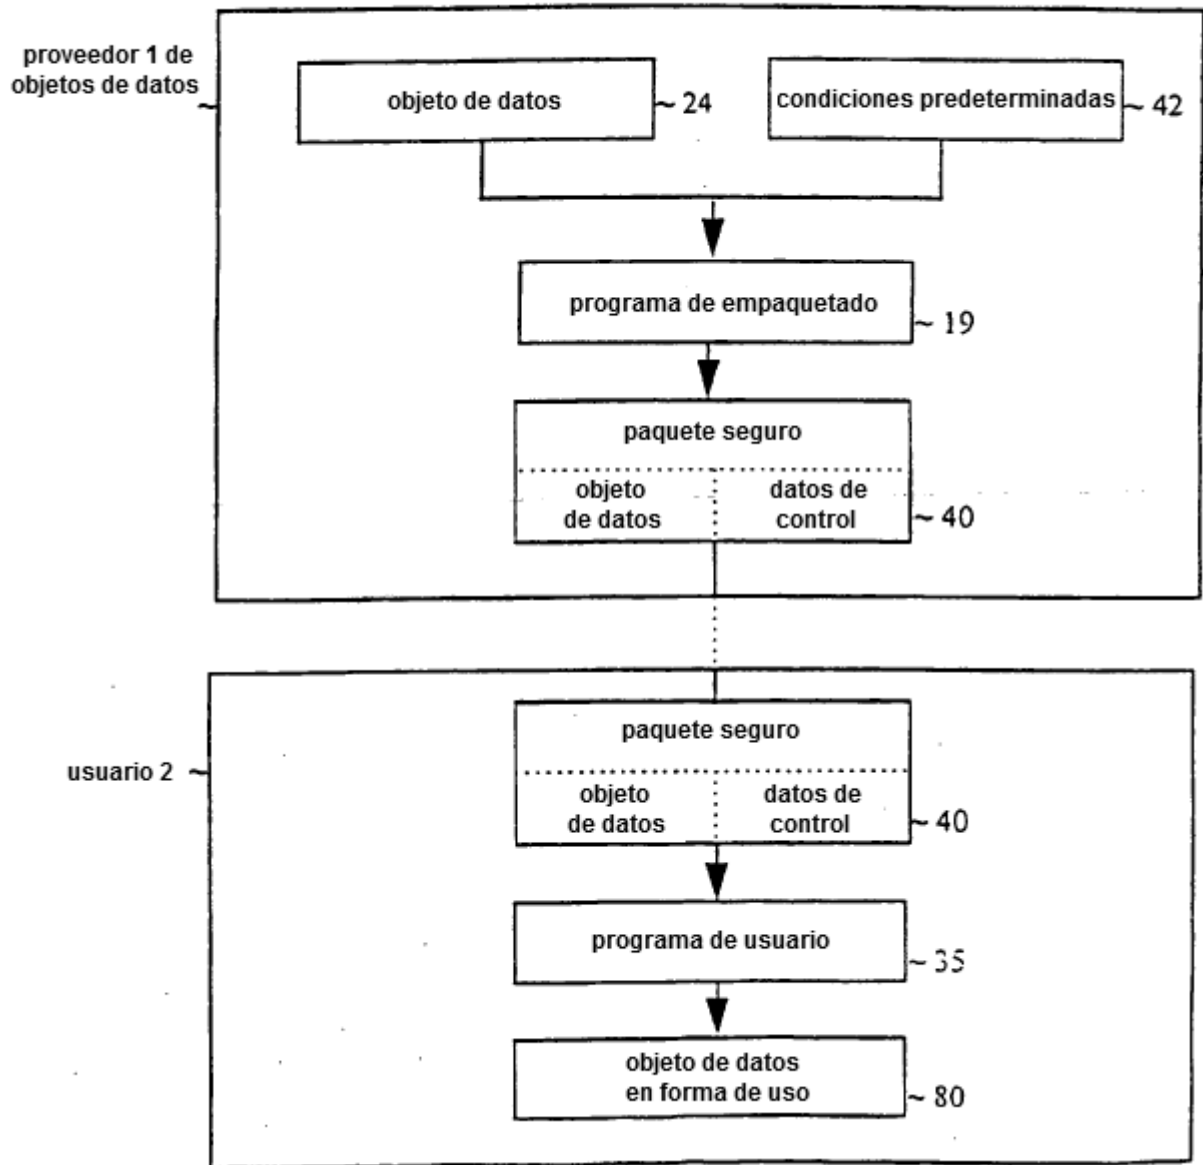 proveedor 1 de
objetos de datos
objeto de datos
~ 24
condiciones predeterminadas
~ 42
programa de empaquetado
~ 19
paquete seguro
objeto
de datos
datos de
control
~ 40
usuario 2 ~
paquete seguro
objeto
de datos
datos de
control
~ 40
programa de usuario
~ 35
objeto de datos
en forma de uso
~ 80